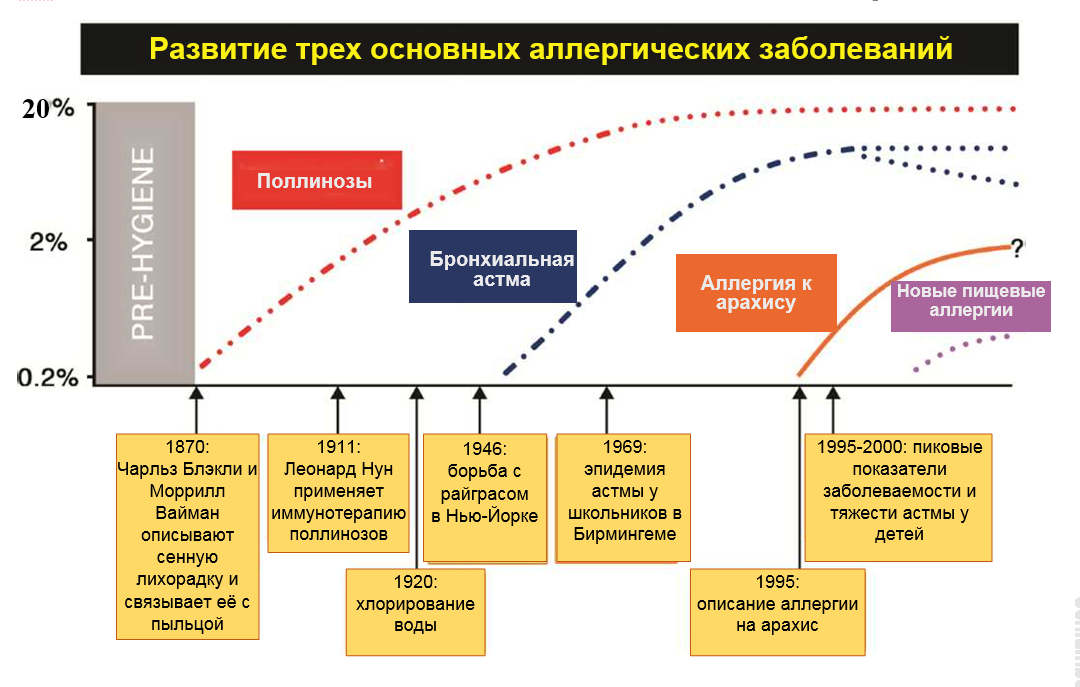 Развитие трех основных аллергических заболеваний
20%
2%
0.2%
PRE-HYGIENE
Поллинозы
Бронхиальная
астма
Аллергия к
арахису
?
Новые пищевые
аллергии
1870:
Чарльз Блэкли и
Моррилл
Вайман
описывают
сенную
лихорадку и
связывает её с
пыльцой
1911:
Леонард Нун
применяет
иммунотерапию
поллинозов
1920:
хлорирование
воды
1946:
борьба с
райграсом
в Нью-Йорке
1969:
эпидемия
астмы у
школьников в
Бирмингеме
1995:
описание аллергии
на арахис
1995-2000: пиковые
показатели
заболеваемости и
тяжести астмы у
детей